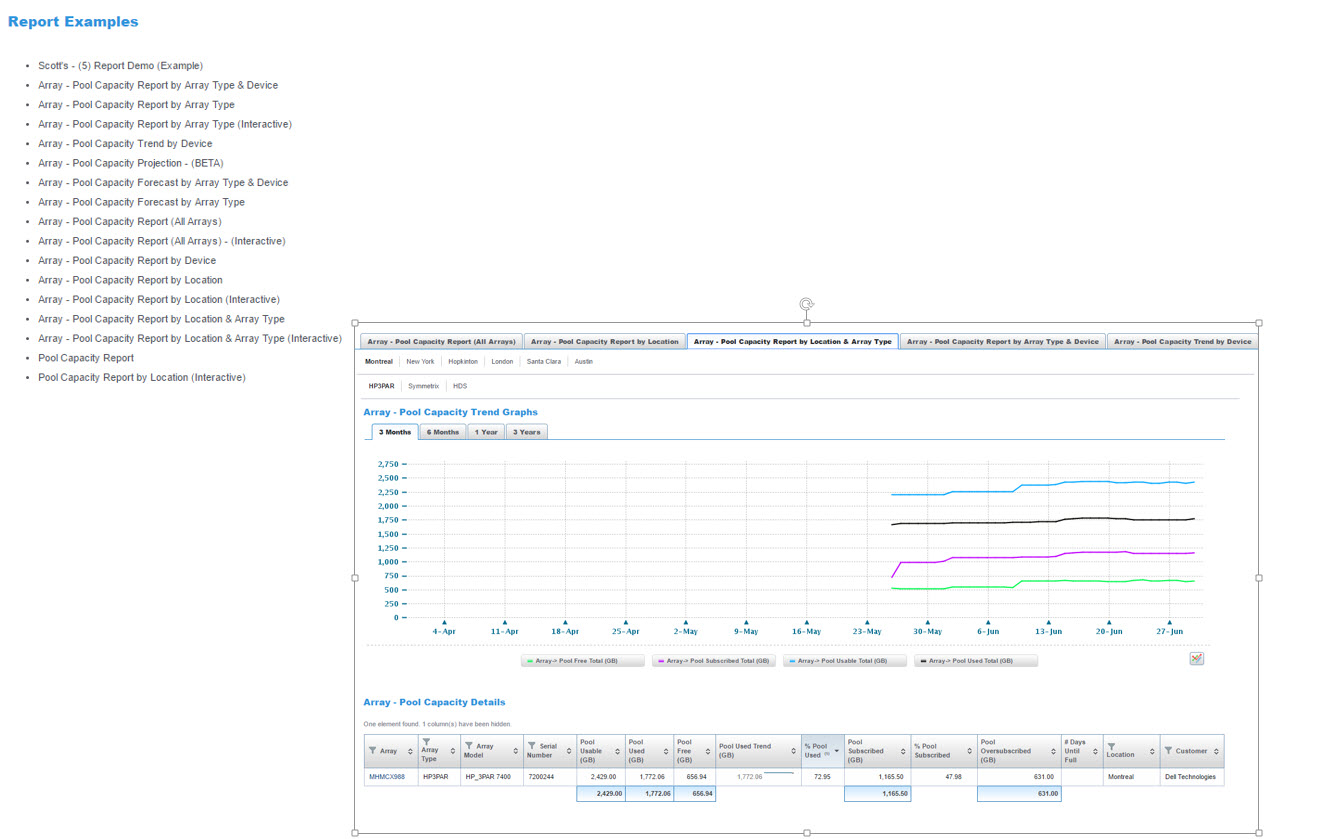 Report Examples
• Scott's - (5) Report Demo (Example)
• Array - Pool Capacity Report by Array Type & Device
• Array - Pool Capacity Report by Array Type
• Array - Pool Capacity Report by Array Type (Interactive)
• Array - Pool Capacity Trend by Device
• Array - Pool Capacity Projection - (BETA)
• Array - Pool Capacity Forecast by Array Type & Device
• Array - Pool Capacity Forecast by Array Type
• Array - Pool Capacity Report (All Arrays)
• Array - Pool Capacity Report (All Arrays) - (Interactive)
• Array - Pool Capacity Report by Device
• Array - Pool Capacity Report by Location
• Array - Pool Capacity Report by Location (Interactive)
• Array - Pool Capacity Report by Location & Array Type
• Array - Pool Capacity Report by Location & Array Type (Interactive)
• Pool Capacity Report
• Pool Capacity Report by Location (Interactive)
Array - Pool Capacity Report (All Arrays) Array - Pool Capacity Report by Location Array - Pool Capacity Report by Location & Array Type Array - Pool Capacity Report by Array Type & Device Array - Pool Capacity Trend by Device
Montreal New York Hopkinton London Santa Clara Austin
HP3PAR Symmetrix HDS
Array - Pool Capacity Trend Graphs
3 Months 6 Months 1 Year 3 Years
2,750
2,500
2,250
2,000
1,750
1,500
1,250
1,000
750
500
250
0
4-Apr 11-Apr 18-Apr 25-Apr 2-May 9-May 16-May 23-May 30-May 6-Jun 13-Jun 20-Jun 27-Jun
Array-> Pool Free Total (GB) Array-> Pool Subscribed Total (GB) Array-> Pool Usable Total (GB) Array-> Pool Used Total (GB)
Array - Pool Capacity Details
One element found. 1 column(s) have been hidden
Array Array Type Array Model Serial Number Pool Usable (GB) Pool Used (GB) Pool Free (GB) Pool Used Trend (GB) % Pool Used Pool Subscribed (GB) % Pool Subscribed Pool Oversubscribed (GB) # Days Until Full Location Customer
MHMCX988 HP3PAR HP_3PAR 7400 7200244 2,429.00 1,772.06 656.94 1,772.06 72.95 1,165.50 47.98 631.00 Montreal Dell Technologies
2,429.00 1,772.06 656.94 1,165.50 631.00